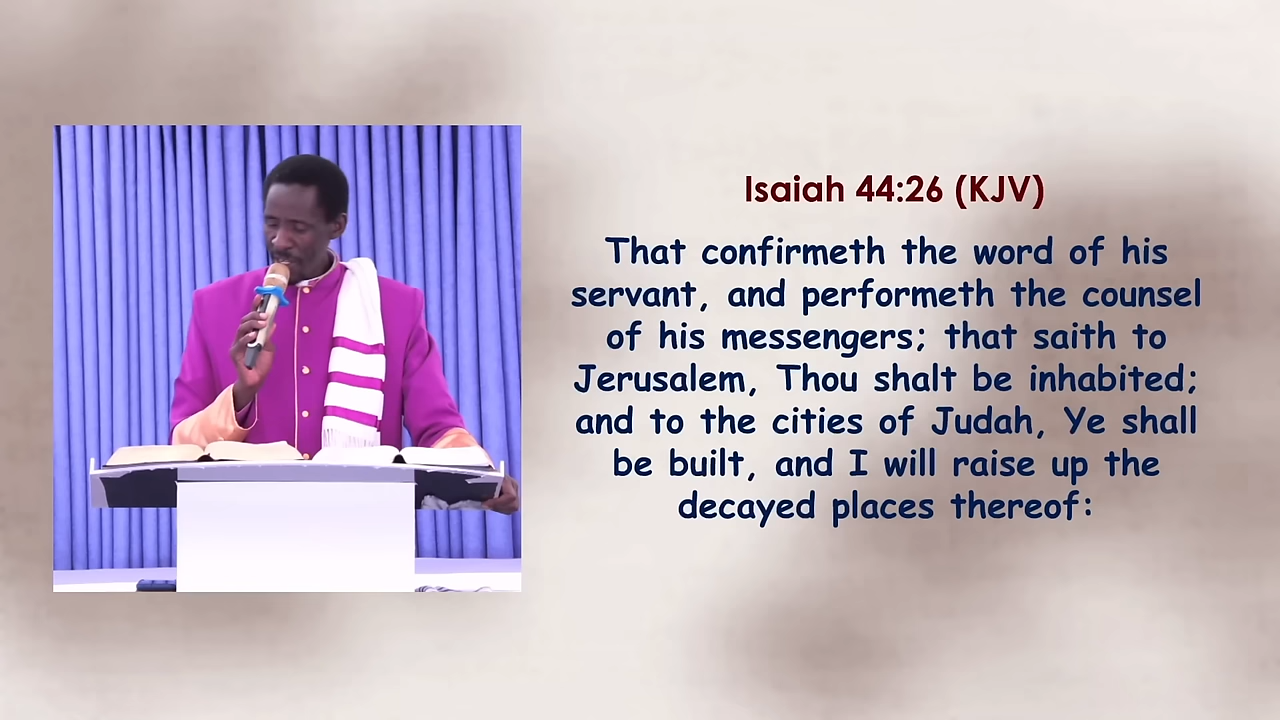 Isaiah 44:26 (KJV)
That confirmeth the word of his
servant, and performeth the counsel
of his messengers; that saith to
Jerusalem, Thou shalt be inhabited;
and to the cities of Judah, Ye shall
be built, and I will raise up the
decayed places thereof: